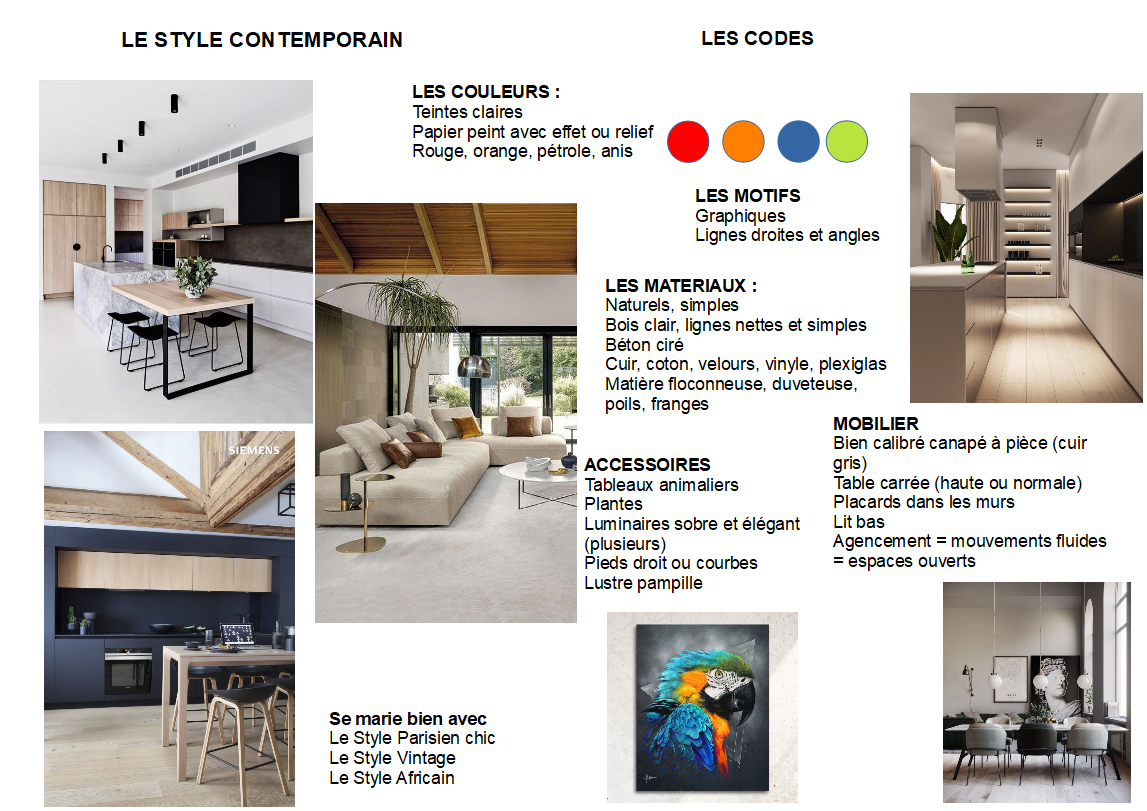 LE STYLE CONTEMPORAIN
LES CODES
LES COULEURS :
Teintes claires
Papier peint avec effet ou relief
Rouge, orange, pétrole, anis
LES MOTIFS
Graphiques
Lignes droites et angles
LES MATERIAUX :
Naturels, simples
Bois clair, lignes nettes et simples
Béton ciré
Cuir, coton, velours, vinyle, plexiglas
Matière floconneuse, duveteuse,
poils, franges
MOBILIER
Bien calibré canapé à pièce (cuir
gris)
Table carrée (haute ou normale)
Placards dans les murs
Lit bas
Agencement = mouvements fluides
= espaces ouverts
ACCESSOIRES
Tableaux animaliers
Plantes
Luminaires sobre et élégant
(plusieurs)
Pieds droit ou courbes
Lustre pampille
SIEMENS
Se marie bien avec
Le Style Parisien chic
Le Style Vintage
Le Style Africain